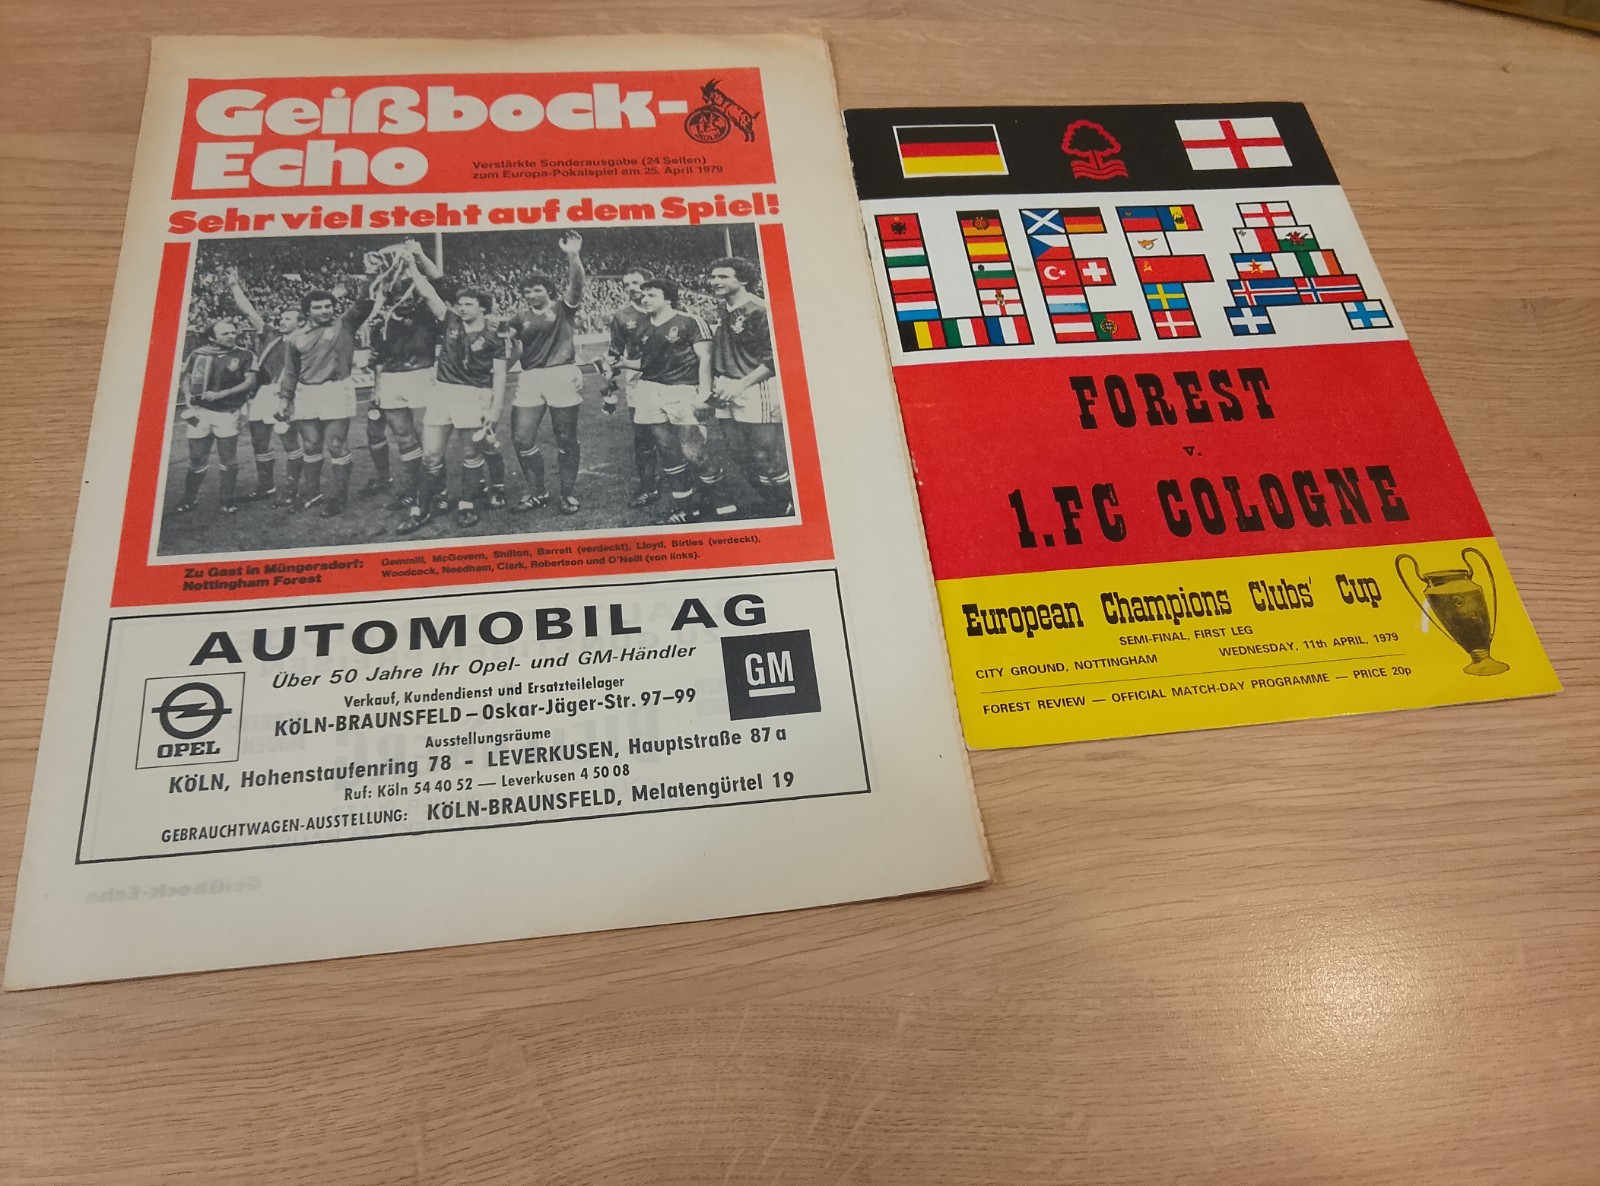 Geißbock-
Echo
Verstärkte Sonderausgabe (24 Seiten)
zum Europa-Pokalspiel am 25. April 1979
Sehr viel steht auf dem Spiel!
Zu Gast in Müngersdorf:
Nottingham Forest
Gemmill, McGovern, Shilton, Barrett (verdeckt), Lloyd, Birtles (verdeckt),
Woodcock, Needham, Clark, Robertson und O'Neill (von links).
AUTOMOBIL AG
Über 50 Jahre Ihr Opel- und GM-Händler
Verkauf, Kundendienst und Ersatzteilelager
KÖLN-BRAUNSFELD – Oskar-Jäger-Str. 97–99
Ausstellungsräume
KÖLN, Hohenstaufenring 78 - LEVERKUSEN, Hauptstraße 87 a
Ruf: Köln 54 40 52 — Leverkusen 4 50 08
GEBRAUCHTWAGEN-AUSSTELLUNG: KÖLN-BRAUNSFELD, Melatengürtel 19
OPEL
GM
UEFA
FOREST
v.
1.FC COLOGNE
European Champions Clubs' Cup
SEMI-FINAL, FIRST LEG
CITY GROUND, NOTTINGHAM WEDNESDAY, 11th APRIL, 1979
FOREST REVIEW — OFFICIAL MATCH-DAY PROGRAMME — PRICE 20p